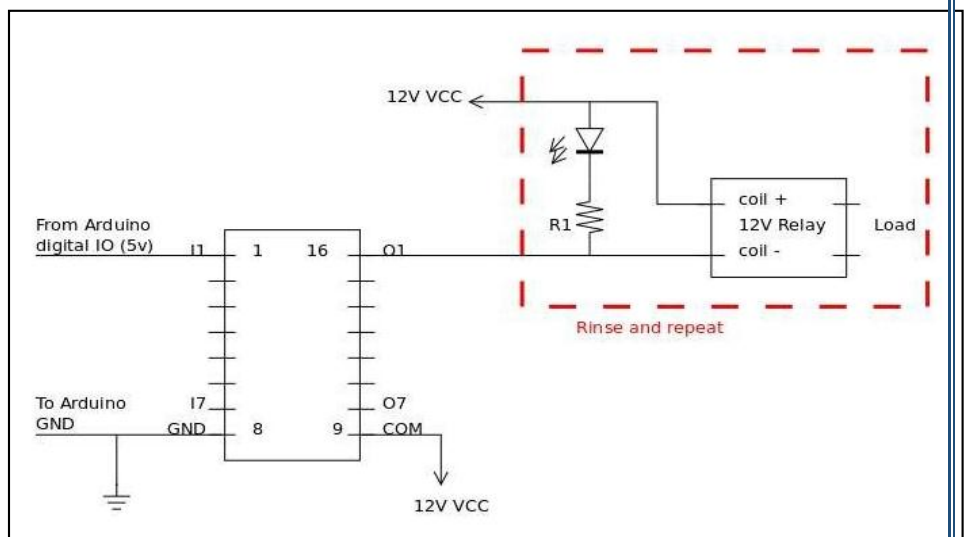 12V VCC
coil +
From Arduino
R1
12V Relay
Load
digital IO (5v)
I1
1
16
O1
coil -
Rinse and repeat
To Arduino
I7
O7
GND
GND
8
9
COM
12V VCC